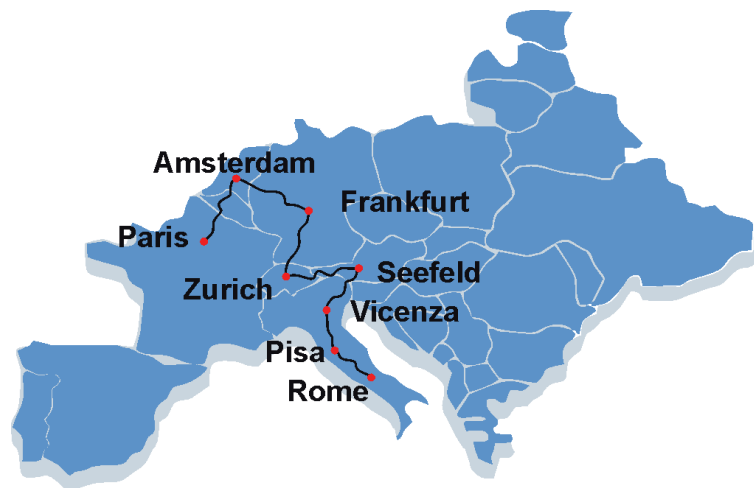 Amsterdam
Frankfurt
Paris
Seefeld
Zurich
Vicenza
Pisa
Rome